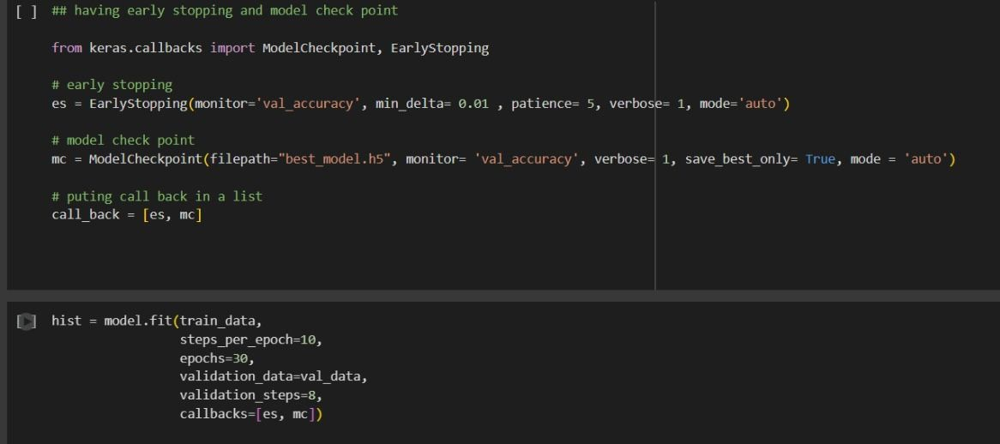 [ ] ## having early stopping and model check point
from keras.callbacks import ModelCheckpoint, EarlyStopping
# early stopping
es = EarlyStopping(monitor='val_accuracy', min_delta= 0.01 , patience= 5, verbose= 1, mode='auto')
# model check point
mc = ModelCheckpoint(filepath="best_model.h5", monitor= 'val_accuracy', verbose= 1, save_best_only= True, mode = 'auto')
# puting call back in a list
call_back = [es, mc]
hist = model.fit(train_data,
steps_per_epoch=10,
epochs=30,
validation_data=val_data,
validation_steps=8,
callbacks=[es, mc])